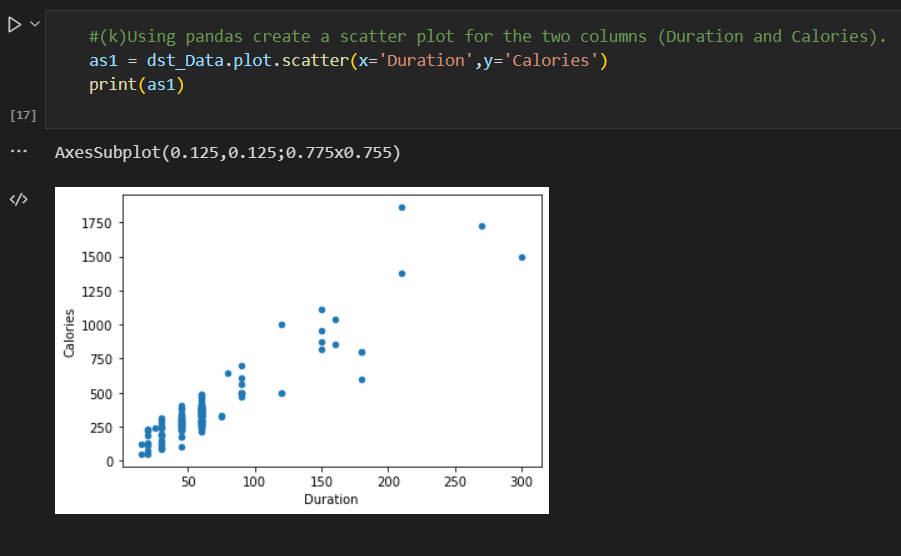 #(k)Using pandas create a scatter plot for the two columns (Duration and Calories).
as1 = dst_Data.plot.scatter(x='Duration',y='Calories')
print(as1)
[17]
... AxesSubplot(0.125,0.125;0.775x0.755)
</>
1750
1500
1250
1000
750
500
250
0
Calories
50 100 150 200 250 300
Duration